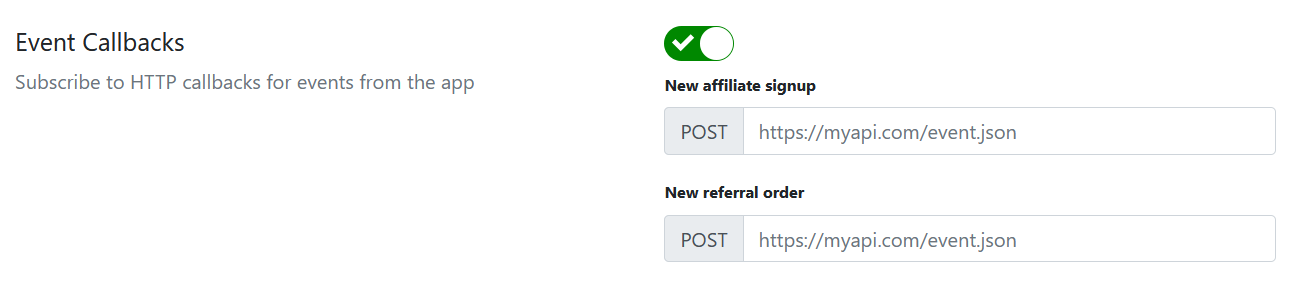 Event Callbacks
Subscribe to HTTP callbacks for events from the app
New affiliate signup
POST https://myapi.com/event.json
New referral order
POST https://myapi.com/event.json